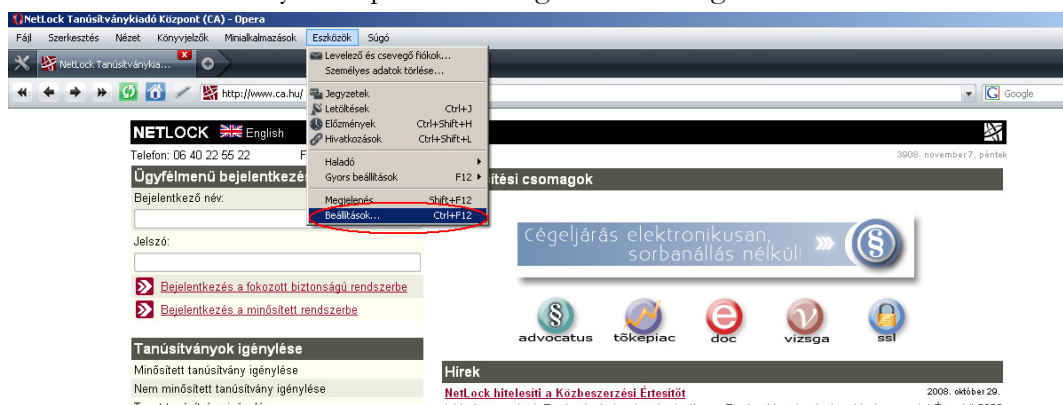 NetLock Tanúsítványkiadó Központ (CA) - Opera
Fájl Szerkesztés Nézet Könyvjelzők Minialkalmazások Eszközök Súgó
NetLock Tanúsítványkia...
http://www.ca.hu/
Google
Levelező és csevegő fiókok...
Személyes adatok törlése...
Jegyzetek
Letöltések Ctrl+J
Előzmények Ctrl+Shift+H
Hivatkozások Ctrl+Shift+L
Haladó
Gyors beállítások F12
Megjelenés Shift+F12
Beállítások... Ctrl+F12
NETLOCK English
Telefon: 06 40 22 55 22 F
3908. november 7. péntek
Ügyfélmenü bejelentkezés
Bejelentkező név:
Jelszó:
Bejelentkezés a fokozott biztonságú rendszerbe
Bejelentkezés a minősített rendszerbe
Tanúsítványok igénylése
Minősített tanúsítvány igénylése
Nem minősített tanúsítvány igénylése
ítési csomagok
Cégeljárás elektronikusan,
sorbanállás nélkül! » §
advocatus tőkepiac doc vizsga ssl
Hírek
NetLock hitelesíti a Közbeszerzési Értesítőt
2008. október 29.